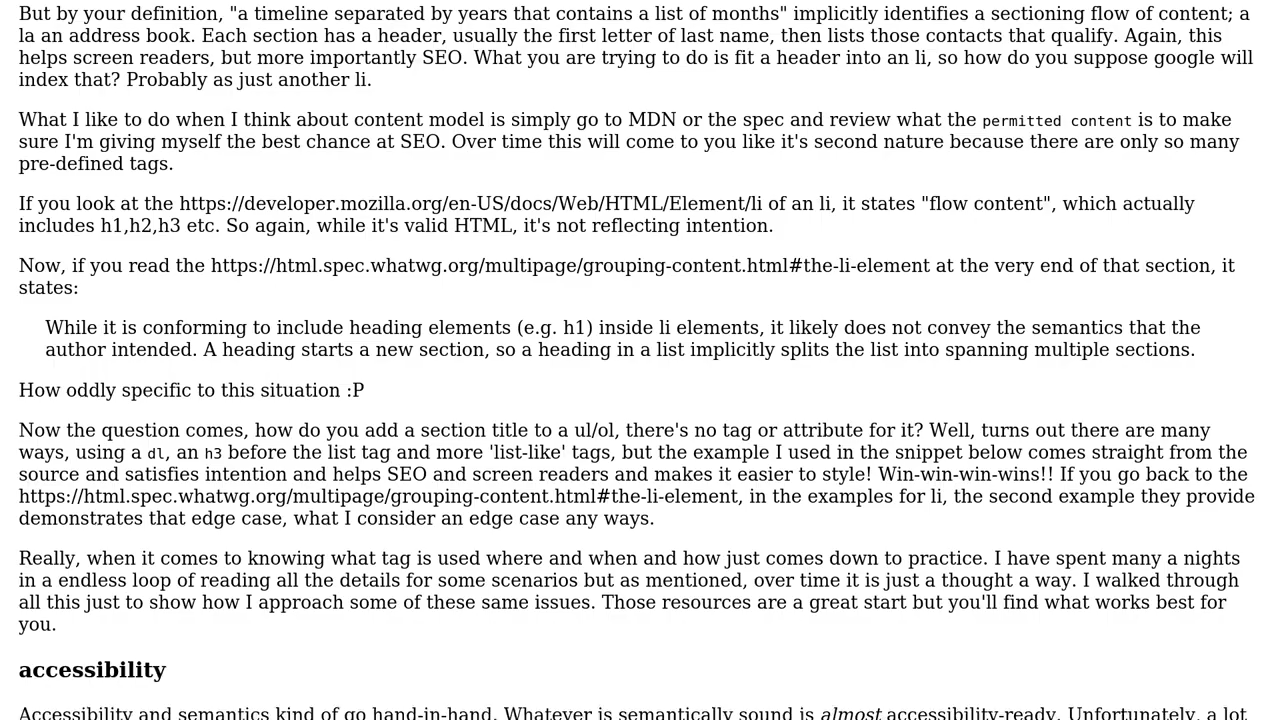 But by your definition, "a timeline separated by years that contains a list of months" implicitly identifies a sectioning flow of content; a
la an address book. Each section has a header, usually the first letter of last name, then lists those contacts that qualify. Again, this
helps screen readers, but more importantly SEO. What you are trying to do is fit a header into an li, so how do you suppose google will
index that? Probably as just another li.
What I like to do when I think about content model is simply go to MDN or the spec and review what the permitted content is to make
sure I'm giving myself the best chance at SEO. Over time this will come to you like it's second nature because there are only so many
pre-defined tags.
If you look at the https://developer.mozilla.org/en-US/docs/Web/HTML/Element/li of an li, it states "flow content", which actually
includes h1,h2,h3 etc. So again, while it's valid HTML, it's not reflecting intention.
Now, if you read the https://html.spec.whatwg.org/multipage/grouping-content.html#the-li-element at the very end of that section, it
states:
While it is conforming to include heading elements (e.g. h1) inside li elements, it likely does not convey the semantics that the
author intended. A heading starts a new section, so a heading in a list implicitly splits the list into spanning multiple sections.
How oddly specific to this situation :P
Now the question comes, how do you add a section title to a ul/ol, there's no tag or attribute for it? Well, turns out there are many
ways, using a dl, an h3 before the list tag and more 'list-like' tags, but the example I used in the snippet below comes straight from the
source and satisfies intention and helps SEO and screen readers and makes it easier to style! Win-win-win-wins!! If you go back to the
https://html.spec.whatwg.org/multipage/grouping-content.html#the-li-element, in the examples for li, the second example they provide
demonstrates that edge case, what I consider an edge case any ways.
Really, when it comes to knowing what tag is used where and when and how just comes down to practice. I have spent many a nights
in a endless loop of reading all the details for some scenarios but as mentioned, over time it is just a thought a way. I walked through
all this just to show how I approach some of these same issues. Those resources are a great start but you'll find what works best for
you.
accessibility
Accessibility and semantics kind of go hand-in-hand. Whatever is semantically sound is almost accessibility-ready. Unfortunately, a lot